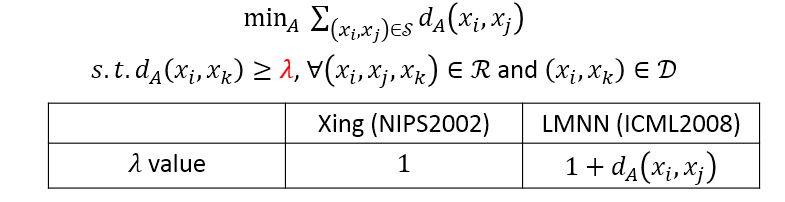 min_A ∑_{(x_i,x_j)∈𝒮} d_A(x_i, x_j)
s.t. d_A(x_i, x_k) ≥ λ, ∀(x_i, x_j, x_k) ∈ ℛ and (x_i, x_k) ∈ 𝒟
Xing (NIPS2002) LMNN (ICML2008)
λ value 1 1 + d_A(x_i, x_j)